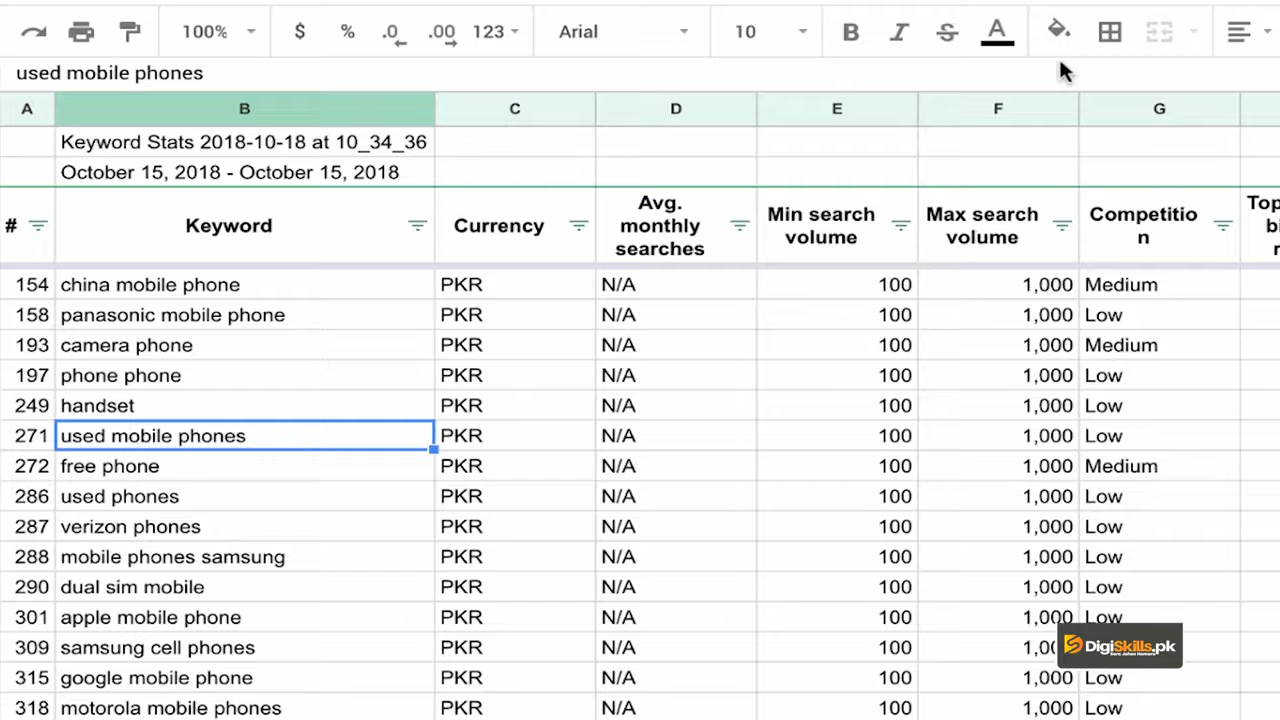 100% $ % .0 .00 123 Arial 10 B I S A
used mobile phones
A B C D E F G
Keyword Stats 2018-10-18 at 10_34_36
October 15, 2018 - October 15, 2018
# Keyword Currency Avg. monthly searches Min search volume Max search volume Competitio n Top bi r
154 china mobile phone PKR N/A 100 1,000 Medium
158 panasonic mobile phone PKR N/A 100 1,000 Low
193 camera phone PKR N/A 100 1,000 Medium
197 phone phone PKR N/A 100 1,000 Low
249 handset PKR N/A 100 1,000 Low
271 used mobile phones PKR N/A 100 1,000 Low
272 free phone PKR N/A 100 1,000 Medium
286 used phones PKR N/A 100 1,000 Low
287 verizon phones PKR N/A 100 1,000 Low
288 mobile phones samsung PKR N/A 100 1,000 Low
290 dual sim mobile PKR N/A 100 1,000 Low
301 apple mobile phone PKR N/A 100 1,000 Low
309 samsung cell phones PKR N/A 100 1,0
315 google mobile phone PKR N/A 100 1,000 Low
318 motorola mobile phones PKR N/A 100 1,000 Low
DigiSkills.pk